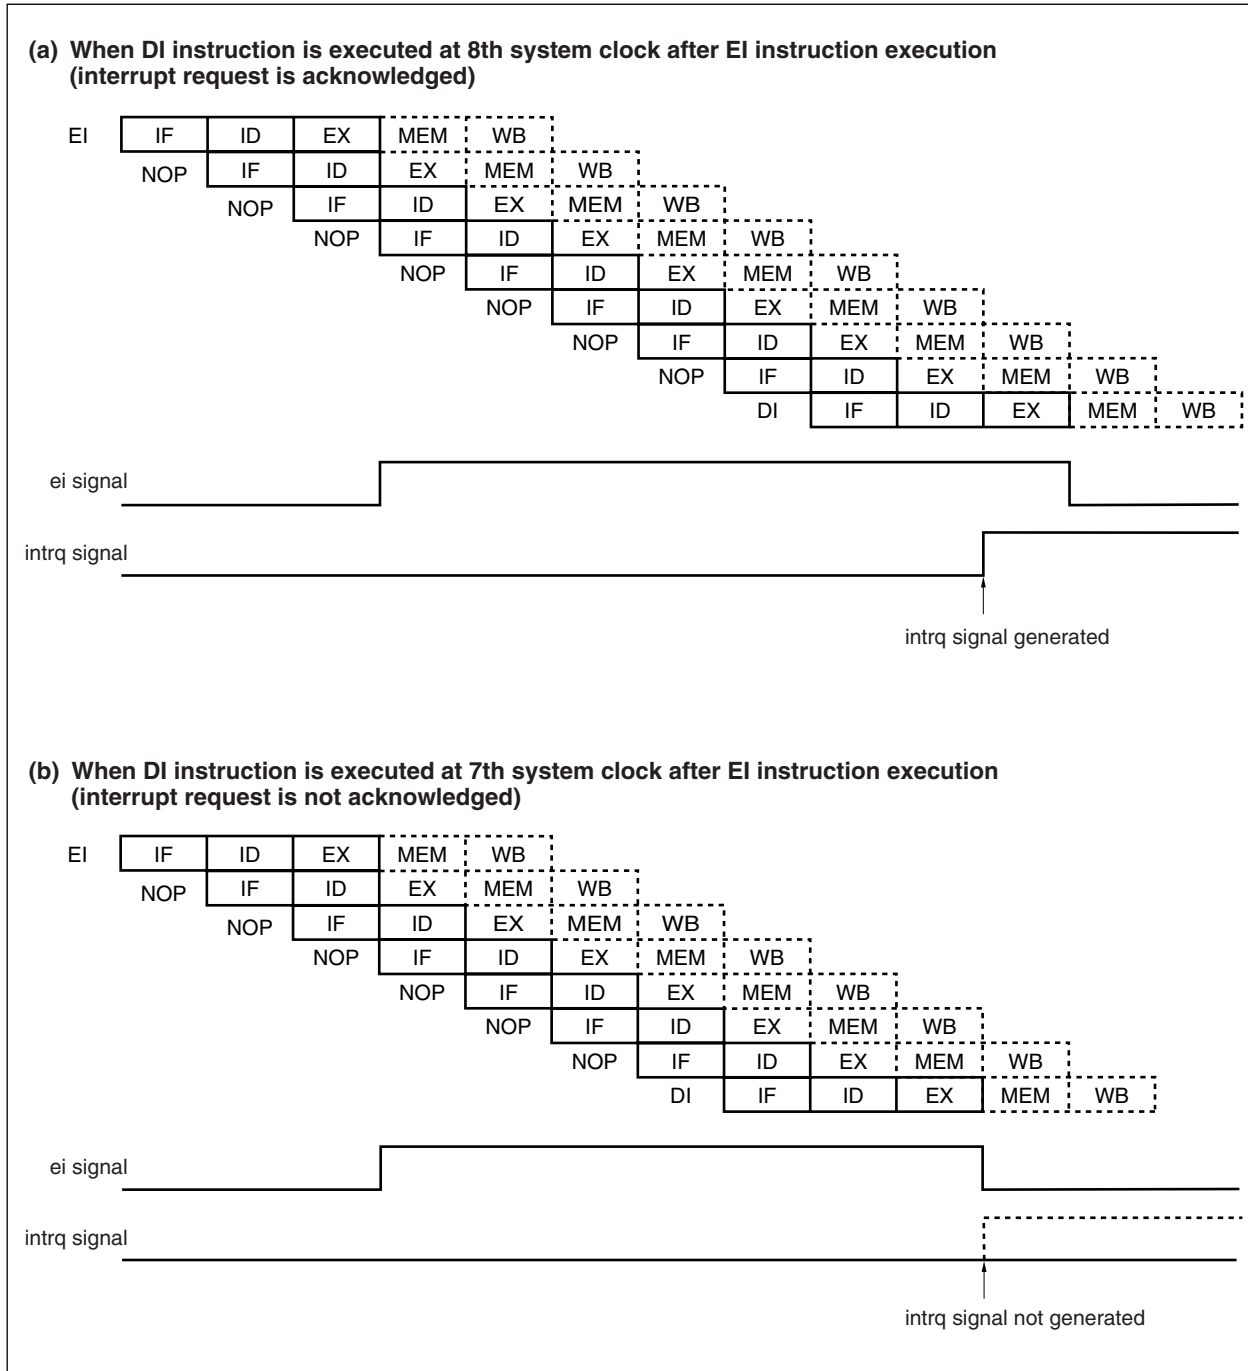 (a) When DI instruction is executed at 8th system clock after EI instruction execution
(interrupt request is acknowledged)
EI IF ID EX MEM WB
NOP IF ID EX MEM WB
NOP IF ID EX MEM WB
NOP IF ID EX MEM WB
NOP IF ID EX MEM WB
NOP IF ID EX MEM WB
NOP IF ID EX MEM WB
NOP IF ID EX MEM WB
DI IF ID EX MEM WB
ei signal
intrq signal
intrq signal generated
(b) When DI instruction is executed at 7th system clock after EI instruction execution
(interrupt request is not acknowledged)
EI IF ID EX MEM WB
NOP IF ID EX MEM WB
NOP IF ID EX MEM WB
NOP IF ID EX MEM WB
NOP IF ID EX MEM WB
NOP IF ID EX MEM WB
NOP IF ID EX MEM WB
DI IF ID EX MEM WB
ei signal
intrq signal
intrq signal not generated